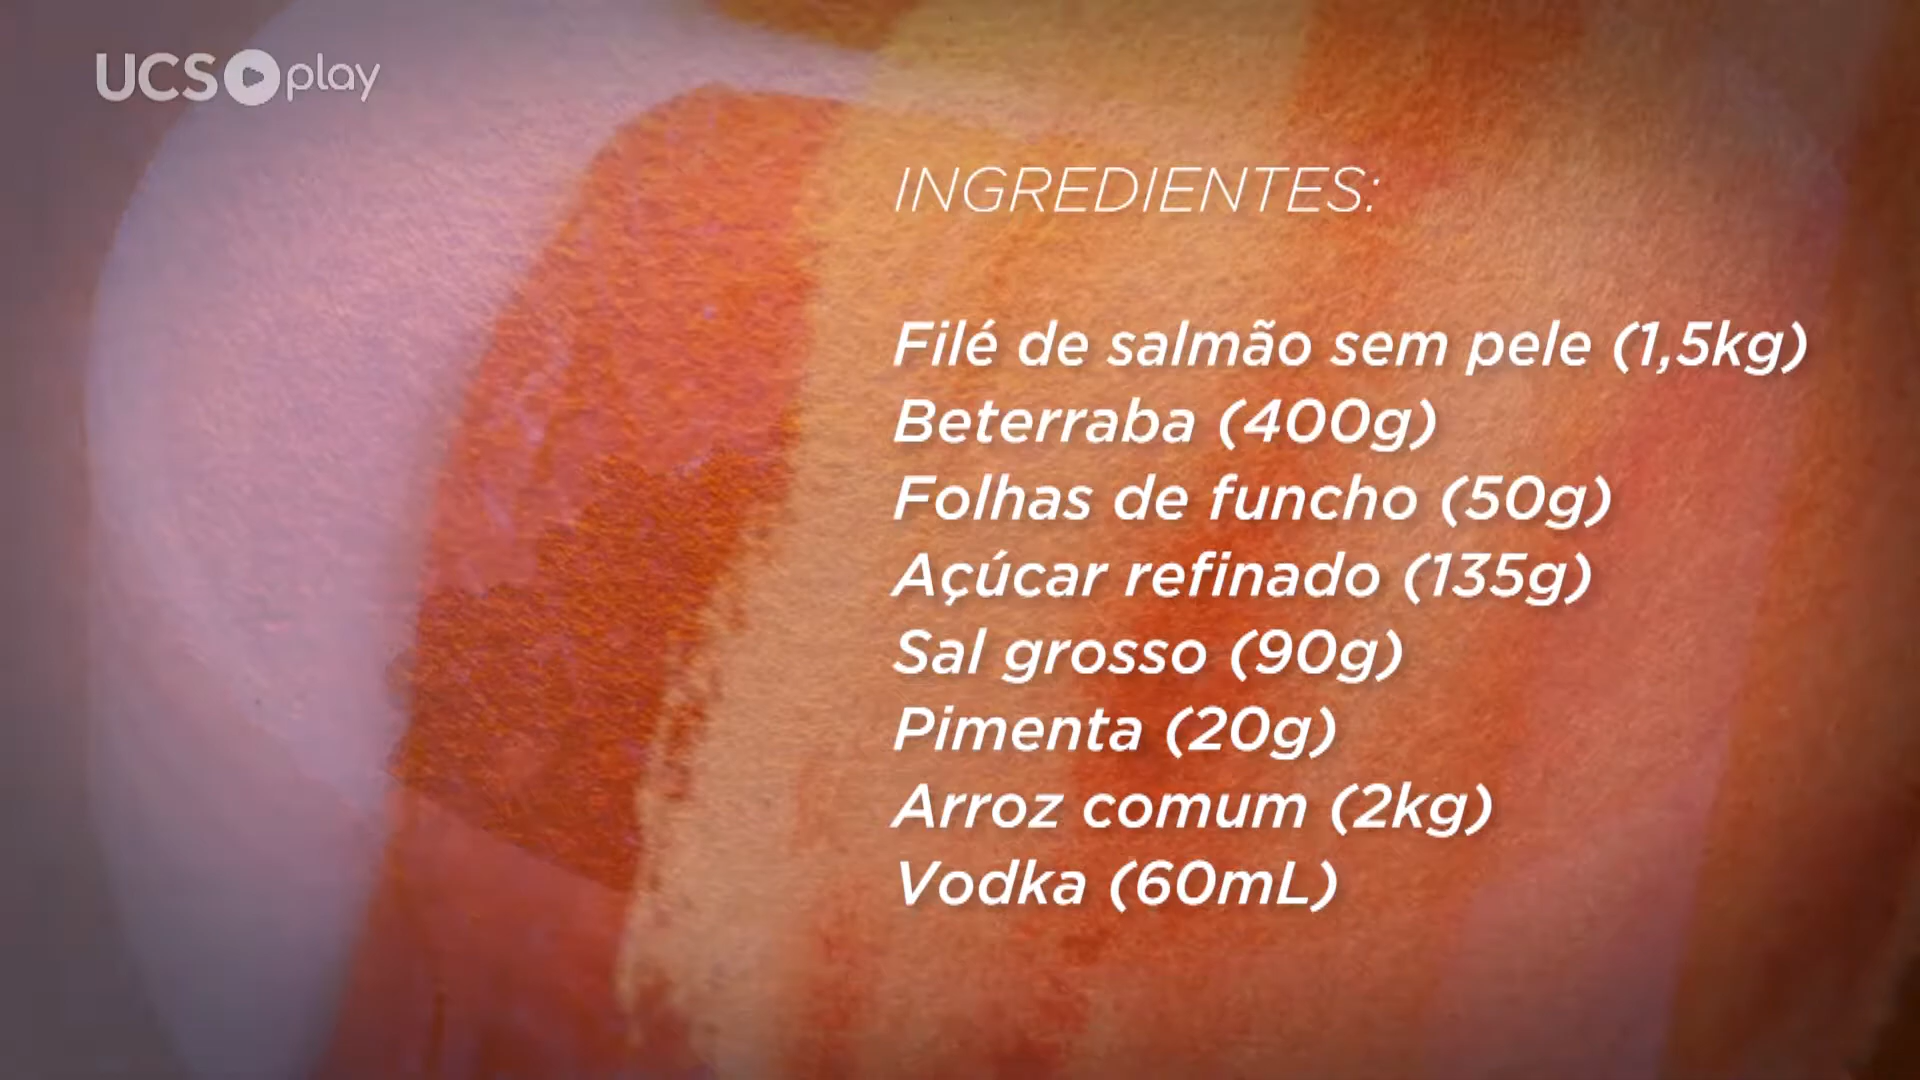 UCS play
INGREDIENTES:
Filé de salmão sem pele (1,5kg)
Beterraba (400g)
Folhas de funcho (50g)
Açúcar refinado (135g)
Sal grosso (90g)
Pimenta (20g)
Arroz comum (2kg)
Vodka (60mL)